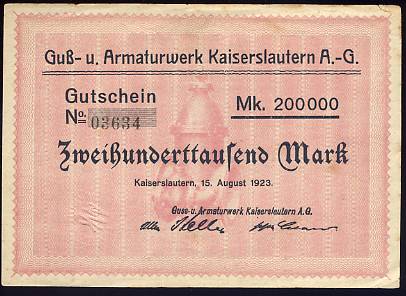 Guß- u. Armaturwerk Kaiserslautern A.-G.
Gutschein
Mk. 200000
No. 03634
Zweihunderttausend Mark
Kaiserslautern, 15. August 1923.
Guss- u. Armaturwerk Kaiserslautern A.G.